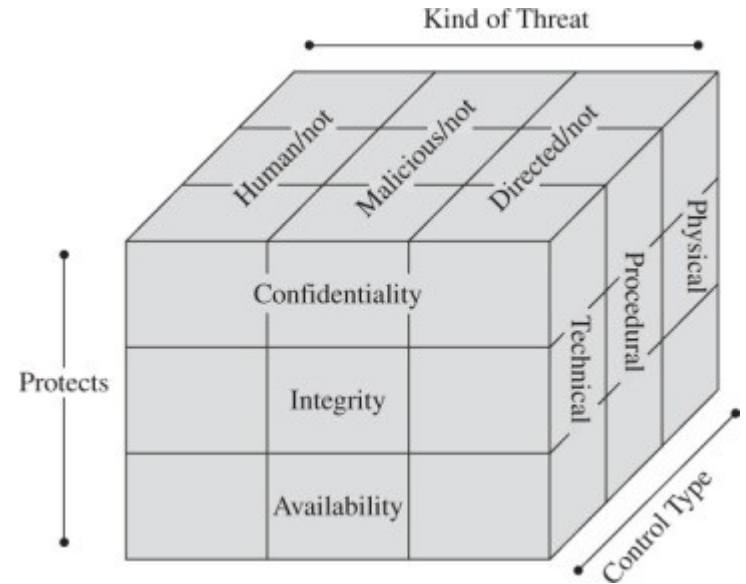 Kind of Threat
Human/not
Malicious/not
Directed/not
Confidentiality
Integrity
Availability
Protects
Technical
Procedural
Physical
Control Type